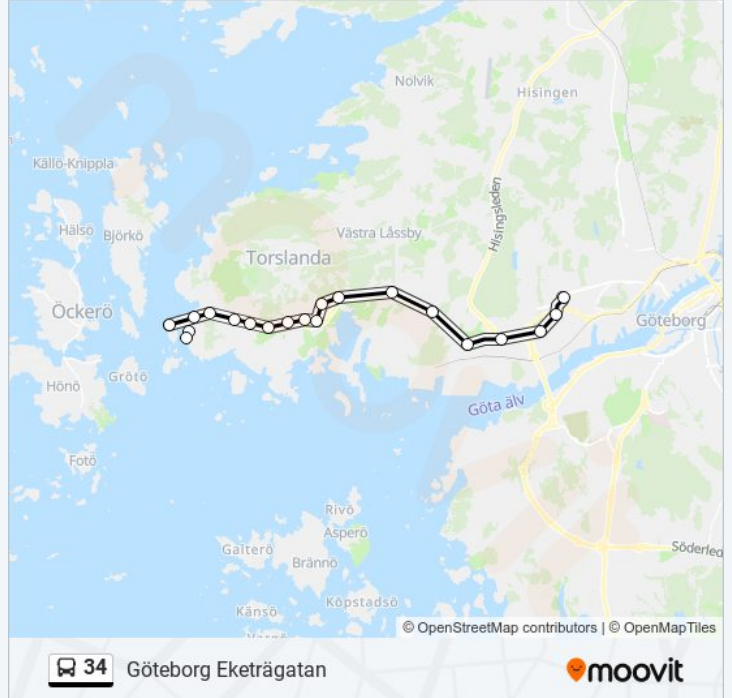 Nolvik
Hisingen
Källö-Knippla
Hisingsleden
Hälsö
Björkö
Västra Låssby
Torslanda
Öckerö
Göteborg
Grötö
Hönö
Göta älv
Fotö
Rivö
Asperö
Galterö
Brännö
Söderled
Känsö
Köpstadsö
© OpenStreetMap contributors | © OpenMapTiles
34 Göteborg Eketrägatan
moovit